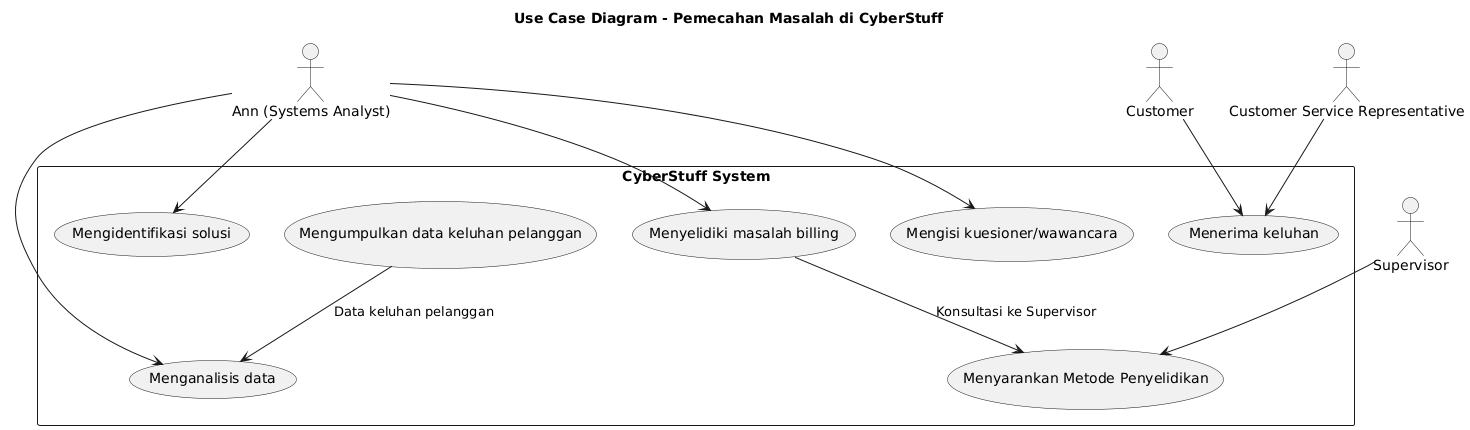 Use Case Diagram - Pemecahan Masalah di CyberStuff
Ann (Systems Analyst)
Customer
Customer Service Representative
CyberStuff System
Mengidentifikasi solusi
Mengumpulkan data keluhan pelanggan
Menyelidiki masalah billing
Mengisi kuesioner/wawancara
Menerima keluhan
Supervisor
Data keluhan pelanggan
Konsultasi ke Supervisor
Menganalisis data
Menyarankan Metode Penyelidikan